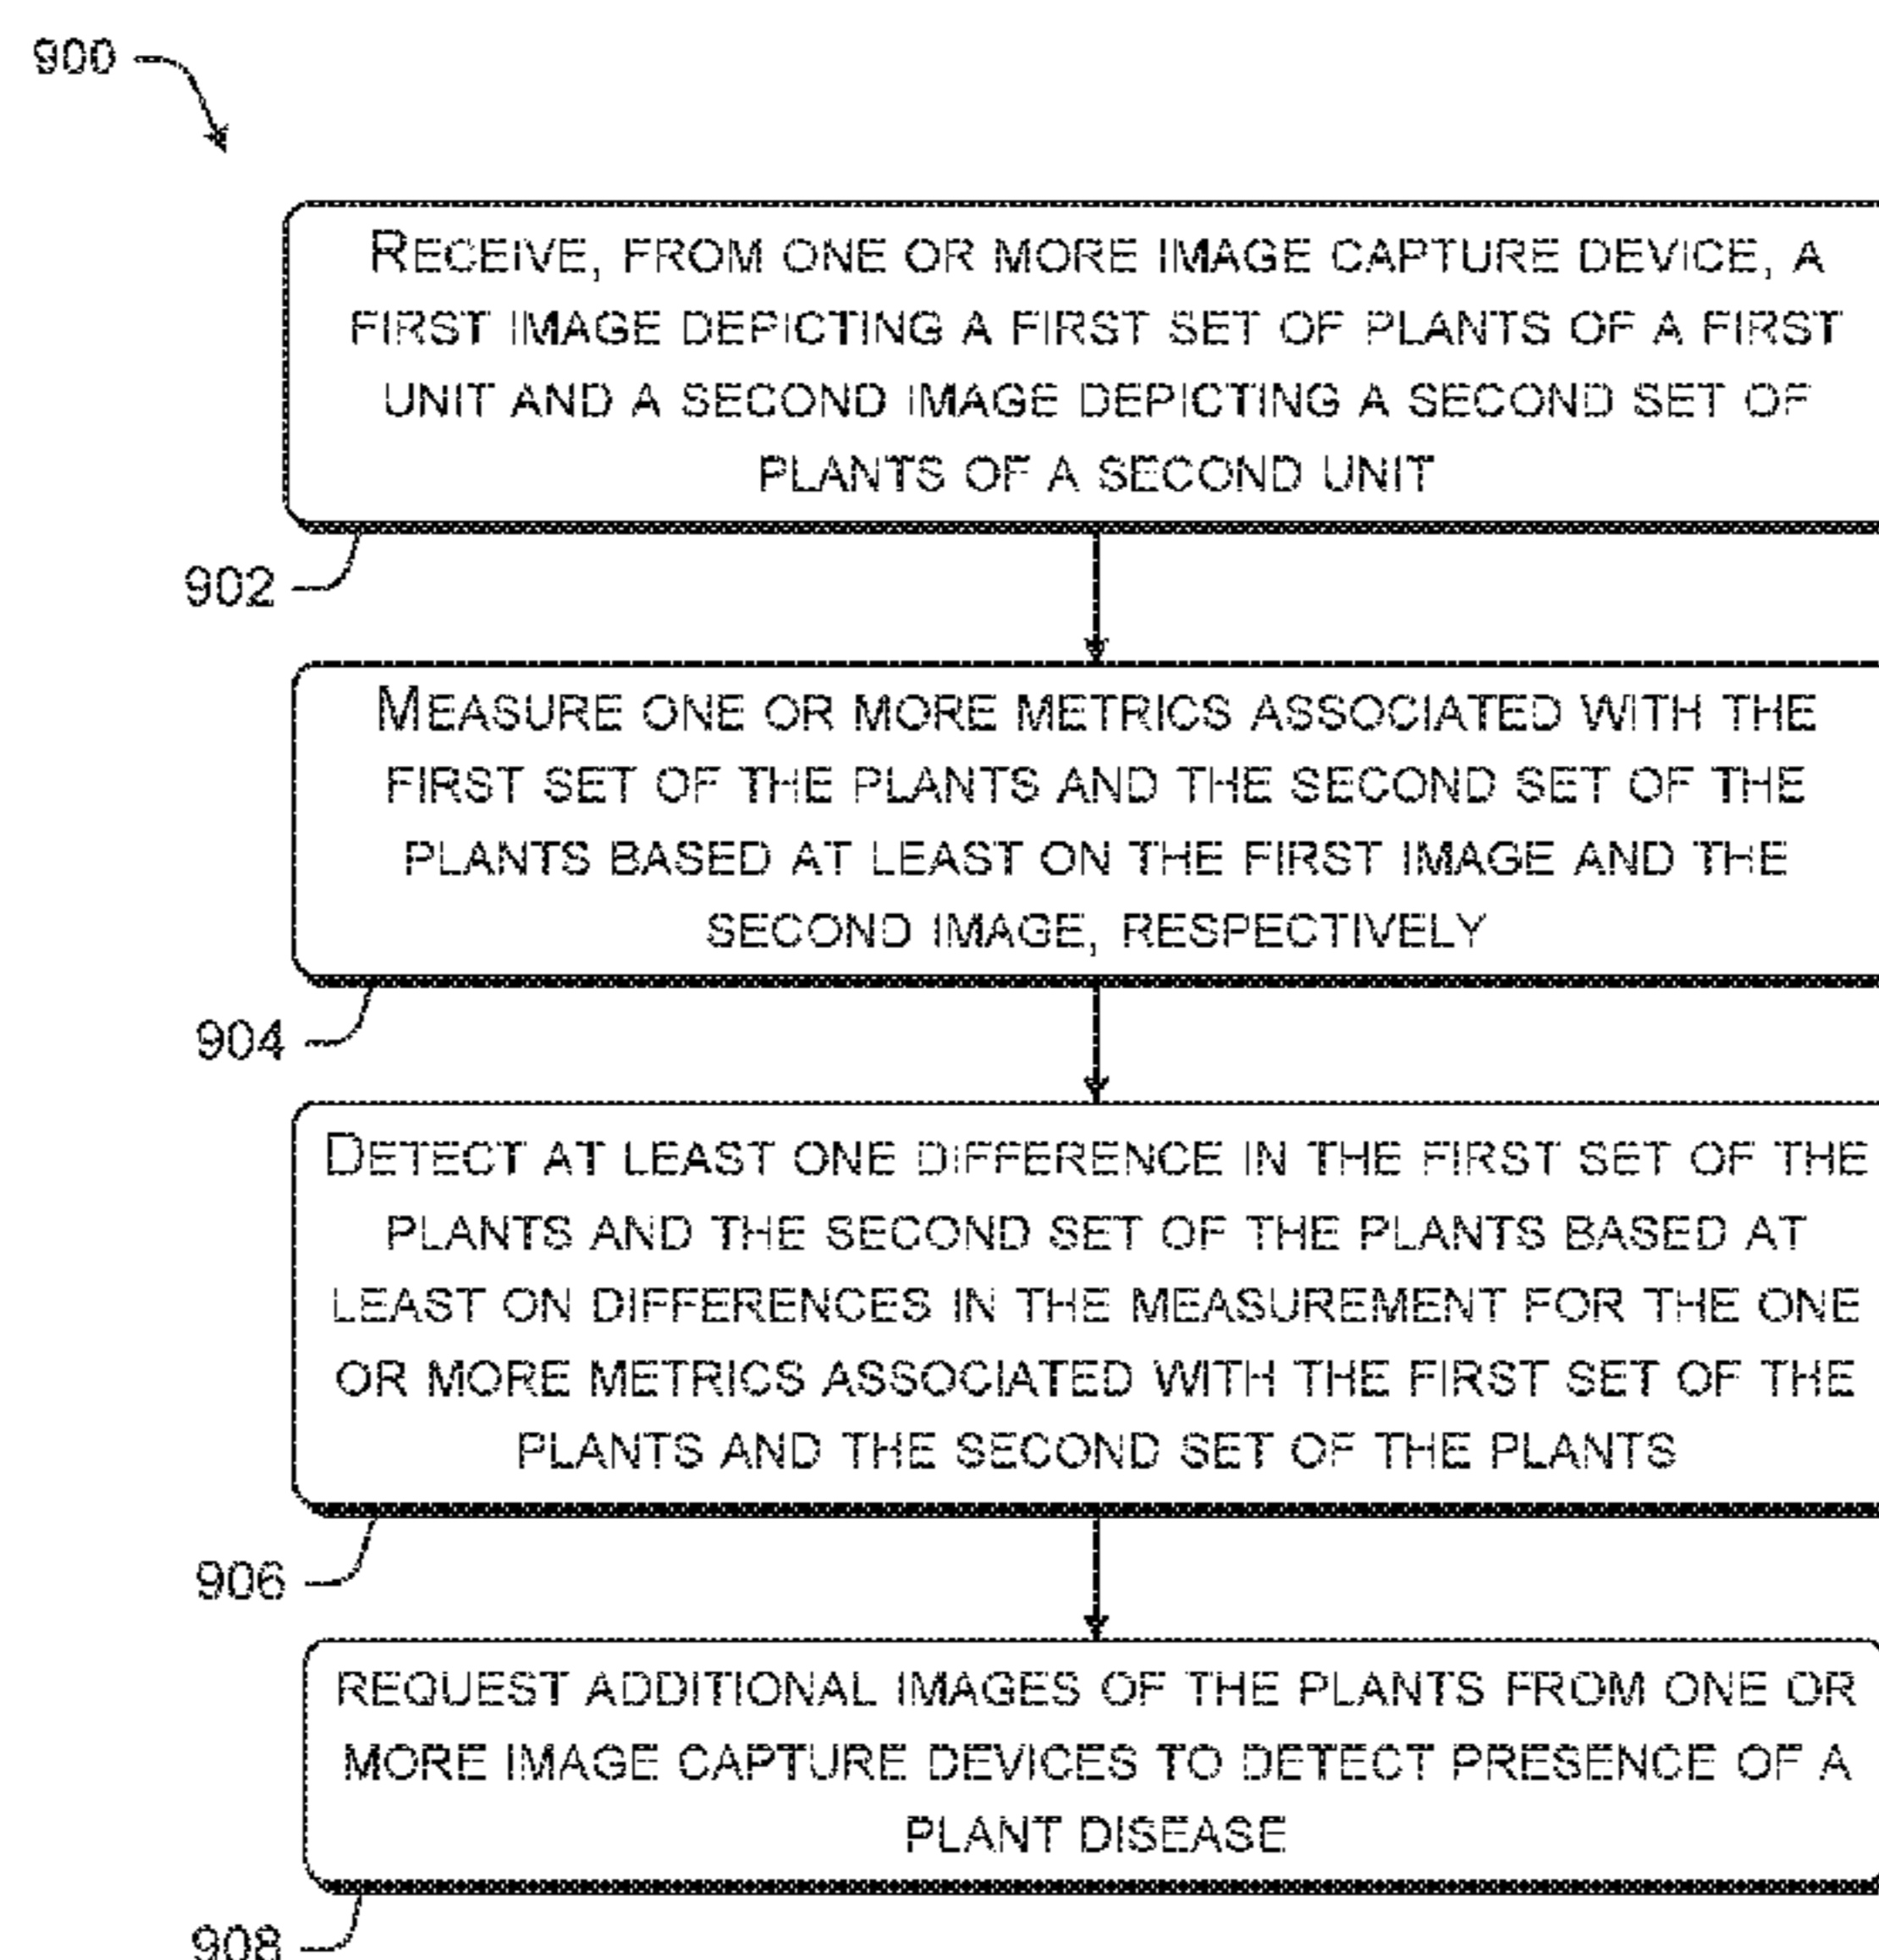 900
RECEIVE, FROM ONE OR MORE IMAGE CAPTURE DEVICE, A
FIRST IMAGE DEPICTING A FIRST SET OF PLANTS OF A FIRST
UNIT AND A SECOND IMAGE DEPICTING A SECOND SET OF
PLANTS OF A SECOND UNIT
902
MEASURE ONE OR MORE METRICS ASSOCIATED WITH THE
FIRST SET OF THE PLANTS AND THE SECOND SET OF THE
PLANTS BASED AT LEAST ON THE FIRST IMAGE AND THE
SECOND IMAGE, RESPECTIVELY
904
DETECT AT LEAST ONE DIFFERENCE IN THE FIRST SET OF THE
PLANTS AND THE SECOND SET OF THE PLANTS BASED AT
LEAST ON DIFFERENCES IN THE MEASUREMENT FOR THE ONE
OR MORE METRICS ASSOCIATED WITH THE FIRST SET OF THE
PLANTS AND THE SECOND SET OF THE PLANTS
906
REQUEST ADDITIONAL IMAGES OF THE PLANTS FROM ONE OR
MORE IMAGE CAPTURE DEVICES TO DETECT PRESENCE OF A
PLANT DISEASE
908